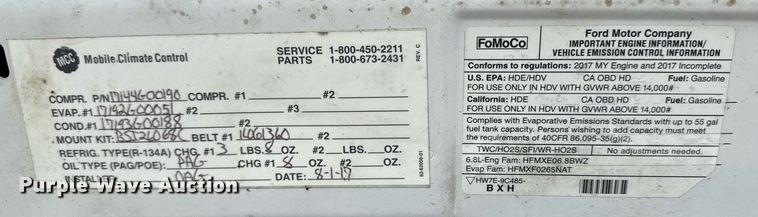 MCC
Mobile Climate Control
SERVICE 1-800-450-2211
PARTS 1-800-673-2431
REV. C
COMPR. P/N 17144G00190 COMPR. #1 #2
EVAP. #1 17192G00051 #2 #3
COND. #1 17193G00188 #2
MOUNT KIT: BELT #1 14061360 #2
REFRIG. TYPE(R-134A) CHG. #1 3 LBS. 8 OZ. #2 LBS. OZ.
OIL TYPE (PAG/POE) PAG CHG #1 8 OZ. #2 OZ.
DATE: 8-1-17
Purple Wave Auction
FoMoCo
Ford Motor Company
IMPORTANT ENGINE INFORMATION/
VEHICLE EMISSION CONTROL INFORMATION
Conforms to regulations: 2017 MY Engine and 2017 Incomplete
U.S. EPA: HDE/HDV CA OBD HD Fuel: Gasoline
FOR USE ONLY IN HDV WITH GVWR ABOVE 14,000#
California: HDE CA OBD HD Fuel: Gasoline
FOR USE ONLY IN HDV WITH GVWR ABOVE 14,000#
Complies with Evaporative Emissions Standards with up to 55 gal
fuel tank capacity. Persons wishing to add capacity must meet
the requirements of 40CFR 86.095-35(g)(2).
TWC/HO2S/SFI/WR-HO2S No adjustments needed.
6.8L-Eng Fam: HFMXE06.8BWZ
Evap Fam: HFMXF0265NAT
HW7E-9C485-
BXH